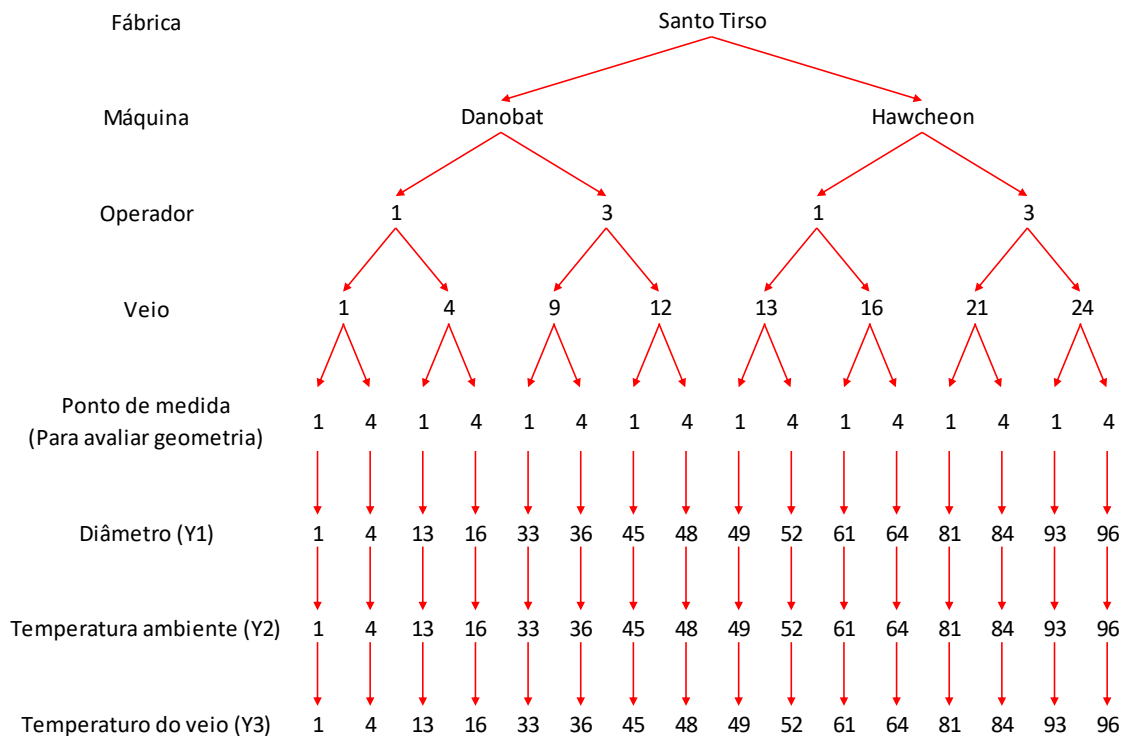 Fábrica Santo Tirso
Máquina Danobat Hawcheon
Operador 1 3 1 3
Veio 1 4 9 12 13 16 21 24
Ponto de medida
(Para avaliar geometria) 1 4 1 4 1 4 1 4 1 4 1 4 1 4 1 4
Diâmetro (Y1) 1 4 13 16 33 36 45 48 49 52 61 64 81 84 93 96
Temperatura ambiente (Y2) 1 4 13 16 33 36 45 48 49 52 61 64 81 84 93 96
Temperaturo do veio (Y3) 1 4 13 16 33 36 45 48 49 52 61 64 81 84 93 96